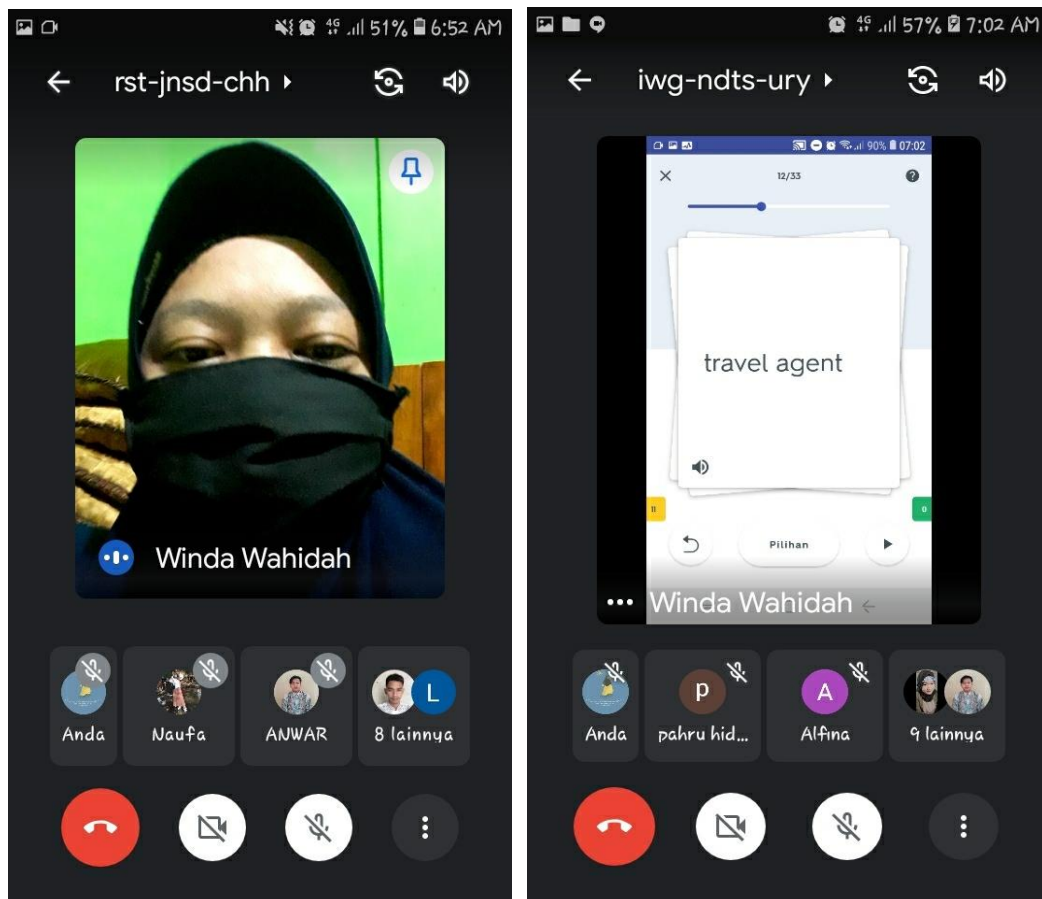 4G 51% 6:52 AM
rst-jnsd-chh
Winda Wahidah
L
Anda Naufa ANWAR 8 lainnya
4G 57% 7:02 AM
iwg-ndts-ury
90% 07:02
12/33
travel agent
11 0
Pilihan
Winda Wahidah
p A
Anda pahru hid... Alfina 9 lainnya